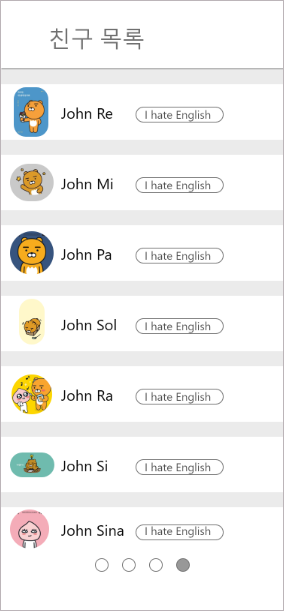 친구 목록
John Re
I hate English
John Mi
I hate English
John Pa
I hate English
John Sol
I hate English
John Ra
I hate English
John Si
I hate English
John Sina
I hate English